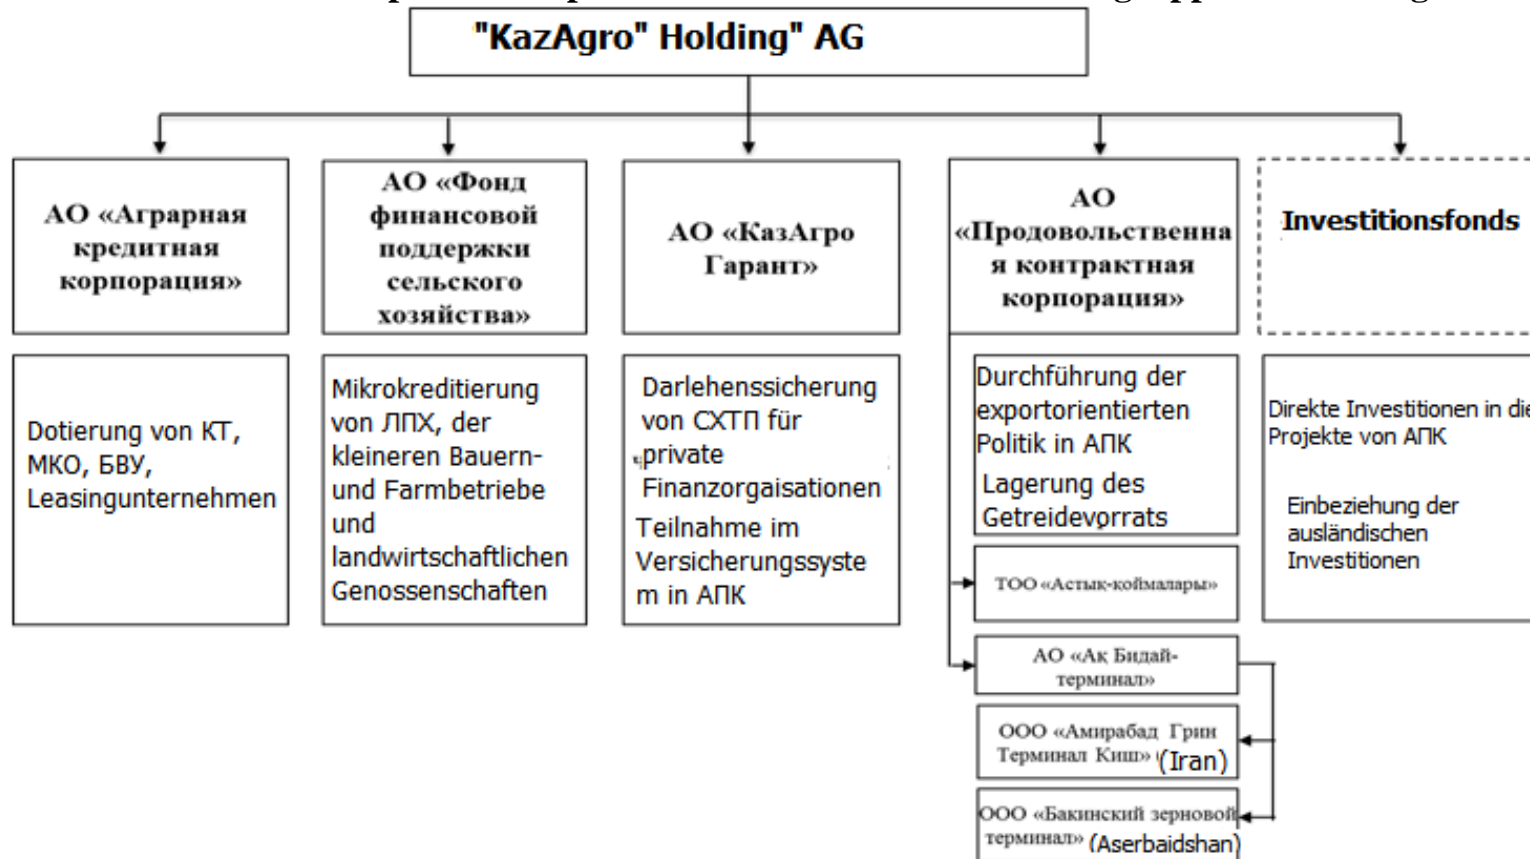 "KazAgro" Holding" AG
АО «Аграрная
кредитная
корпорация»
АО «Фонд
финансовой
поддержки
сельского
хозяйства»
АО «КазАгро
Гарант»
АО
«Продовольственна
я контрактная
корпорация»
Investitionsfonds
Dotierung von КТ,
МКО, БВУ,
Leasingunternehmen
Mikrokreditierung
von ЛПХ, der
kleineren Bauern-
und Farmbetriebe
und
landwirtschaftlichen
Genossenschaften
Darlehenssicherung
von СХТП für
private
Finanzorgaisationen
Teilnahme im
Versicherungssyste
m in АПК
Durchführung der
exportorientierten
Politik in АПК
Lagerung des
Getreidevorrats
ТОО «Астык-коймалары»
АО «Ақ Бидай-
терминал»
ООО «Амирабад Грин
Терминал Киш» (Iran)
ООО «Бакинский зерновой
терминал» (Aserbaidshan)
Direkte Investitionen in die
Projekte von АПК
Einbeziehung der
ausländischen
Investitionen